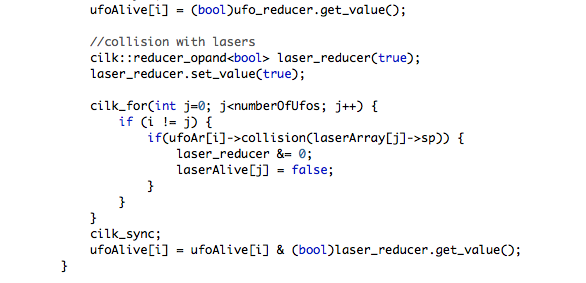 ufoAlive[i] = (bool)ufo_reducer.get_value();
//collision with lasers
cilk::reducer_opand<bool> laser_reducer(true);
laser_reducer.set_value(true);
cilk_for(int j=0; j<numberOfUfos; j++) {
if (i != j) {
if(ufoAr[i]->collision(laserArray[j]->sp)) {
laser_reducer &= 0;
laserAlive[j] = false;
}
}
}
cilk_sync;
ufoAlive[i] = ufoAlive[i] & (bool)laser_reducer.get_value();
}